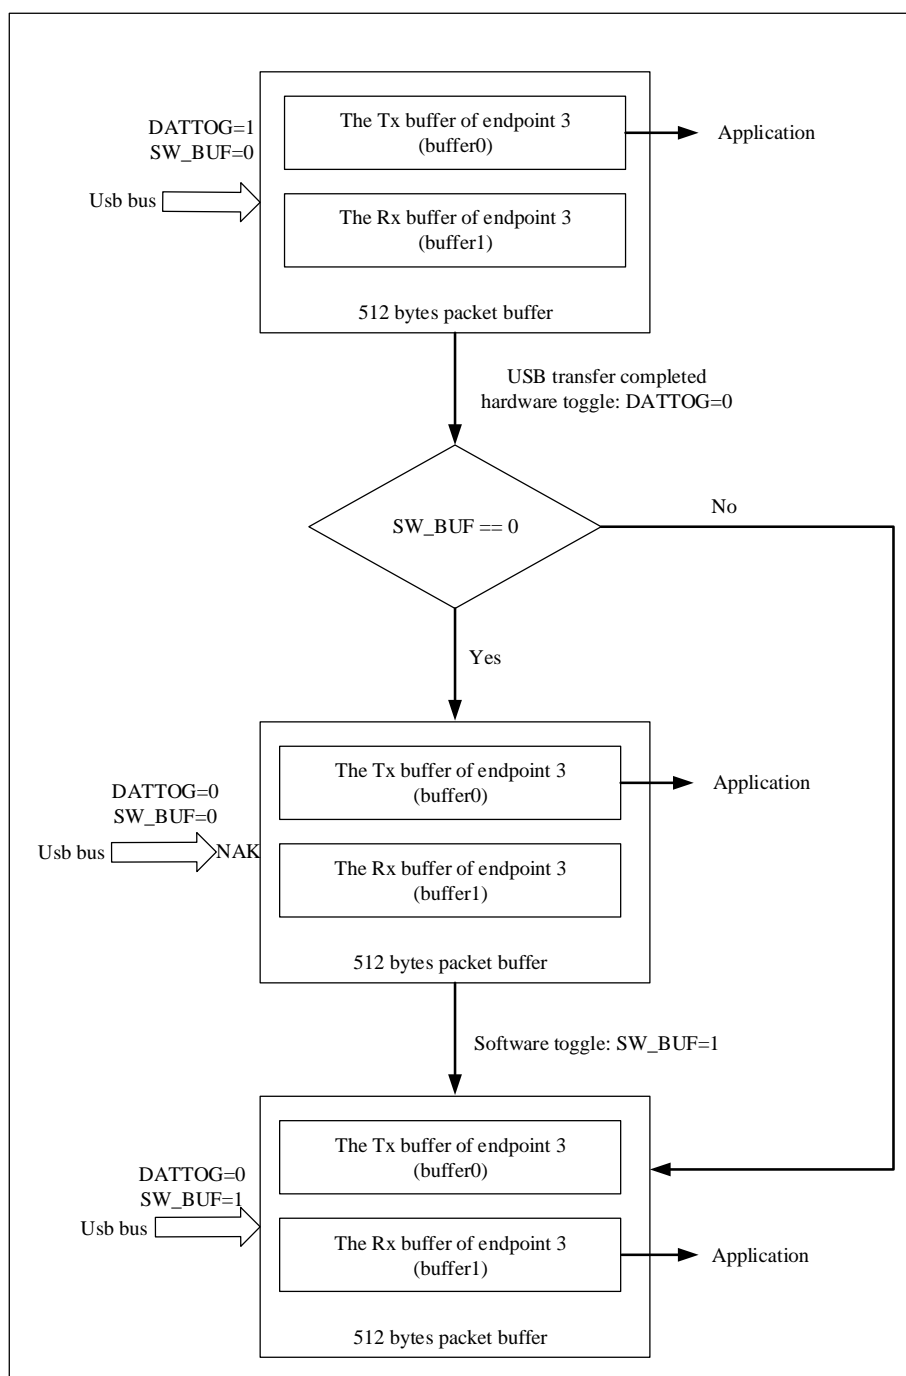 DATTOG=1
SW_BUF=0
Usb bus
The Tx buffer of endpoint 3
(buffer0)
Application
The Rx buffer of endpoint 3
(buffer1)
512 bytes packet buffer
USB transfer completed
hardware toggle: DATTOG=0
SW_BUF == 0
No
Yes
DATTOG=0
SW_BUF=0
Usb bus
NAK
The Tx buffer of endpoint 3
(buffer0)
Application
The Rx buffer of endpoint 3
(buffer1)
512 bytes packet buffer
Software toggle: SW_BUF=1
DATTOG=0
SW_BUF=1
Usb bus
The Tx buffer of endpoint 3
(buffer0)
The Rx buffer of endpoint 3
(buffer1)
Application
512 bytes packet buffer